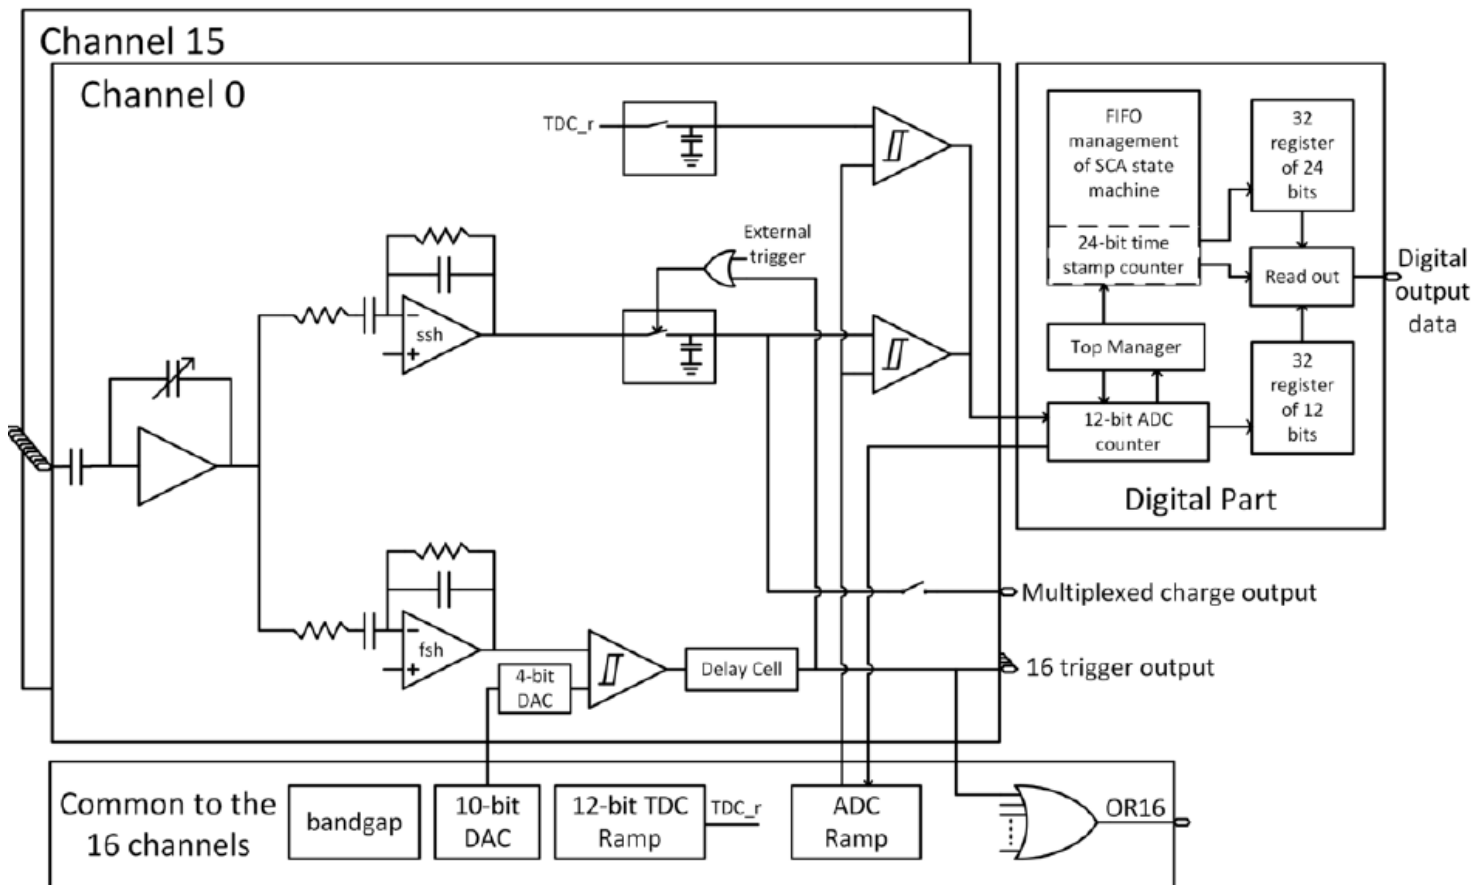 Channel 15
Channel 0
TDC_r
External
trigger
ssh
fsh
4-bit
DAC
Delay Cell
FIFO
management
of SCA state
machine
24-bit time
stamp counter
32
register
of 24
bits
Read out
Top Manager
12-bit ADC
counter
32
register
of 12
bits
Digital Part
Digital
output
data
Multiplexed charge output
16 trigger output
Common to the
16 channels
bandgap
10-bit
DAC
12-bit TDC
Ramp
TDC_r
ADC
Ramp
OR16